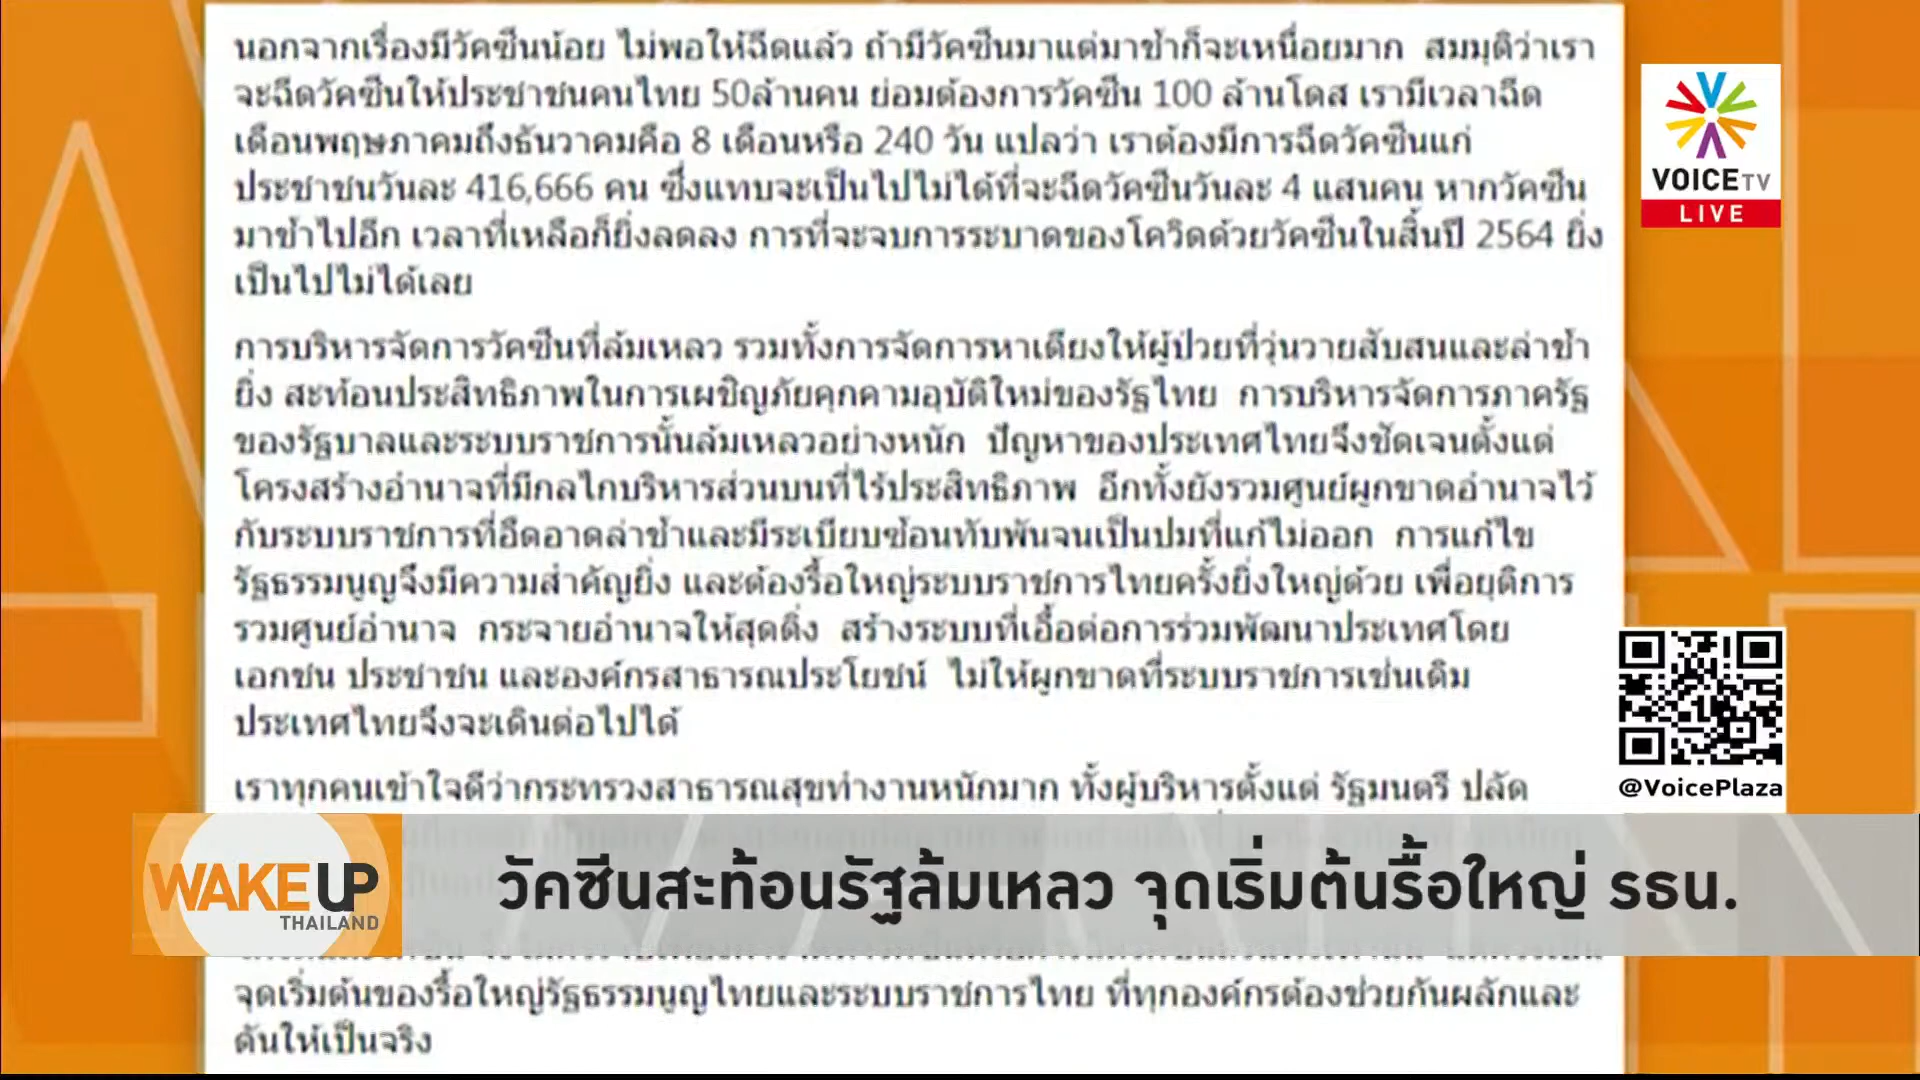 นอกจากเรื่องมีวัคซีนน้อย ไม่พอให้ฉีดแล้ว ถ้ามีวัคซีนมาแต่มาช้าก็จะเหนื่อยมาก สมมุติว่าเรา
จะฉีดวัคซีนให้ประชาชนคนไทย 50ล้านคน ย่อมต้องการวัคซีน 100 ล้านโดส เรามีเวลาฉีด
เดือนพฤษภาคมถึงธันวาคมคือ 8 เดือนหรือ 240 วัน แปลว่า เราต้องมีการฉีดวัคซีนแก่
ประชาชนวันละ 416,666 คน ซึ่งแทบจะเป็นไปไม่ได้ที่จะฉีดวัคซีนวันละ 4 แสนคน หากวัคซีน
มาช้าไปอีก เวลาที่เหลือก็ยิ่งลดลง การที่จะจบการระบาดของโควิดด้วยวัคซีนในสิ้นปี 2564 ยิ่ง
เป็นไปไม่ได้เลย
การบริหารจัดการวัคซีนที่ล้มเหลว รวมทั้งการจัดการหาเตียงให้ผู้ป่วยที่วุ่นวายสับสนและล่าช้า
ยิ่ง สะท้อนประสิทธิภาพในการเผชิญภัยคุกคามอุบัติใหม่ของรัฐไทย การบริหารจัดการภาครัฐ
ของรัฐบาลและระบบราชการนั้นล้มเหลวอย่างหนัก ปัญหาของประเทศไทยจึงชัดเจนตั้งแต่
โครงสร้างอำนาจที่มีกลไกบริหารส่วนบนที่ไร้ประสิทธิภาพ อีกทั้งยังรวมศูนย์ผูกขาดอำนาจไว้
กับระบบราชการที่อืดอาดล่าช้าและมีระเบียบซ้อนทับพันจนเป็นปมที่แก้ไม่ออก การแก้ไข
รัฐธรรมนูญจึงมีความสำคัญยิ่ง และต้องรื้อใหญ่ระบบราชการไทยครั้งยิ่งใหญ่ด้วย เพื่อยุติการ
รวมศูนย์อำนาจ กระจายอำนาจให้สุดติ่ง สร้างระบบที่เอื้อต่อการร่วมพัฒนาประเทศโดย
เอกชน ประชาชน และองค์กรสาธารณประโยชน์ ไม่ให้ผูกขาดที่ระบบราชการเช่นเดิม
ประเทศไทยจึงจะเดินต่อไปได้
เราทุกคนเข้าใจดีว่ากระทรวงสาธารณสุขทำงานหนักมาก ทั้งผู้บริหารตั้งแต่ รัฐมนตรี ปลัด
จุดเริ่มต้นของรื้อใหญ่รัฐธรรมนูญไทยและระบบราชการไทย ที่ทุกองค์กรต้องช่วยกันผลักและ
ดันให้เป็นจริง
VOICE TV
LIVE
@VoicePlaza
WAKE UP
THAILAND
วัคซีนสะท้อนรัฐล้มเหลว จุดเริ่มต้นรื้อใหญ่ รธน.